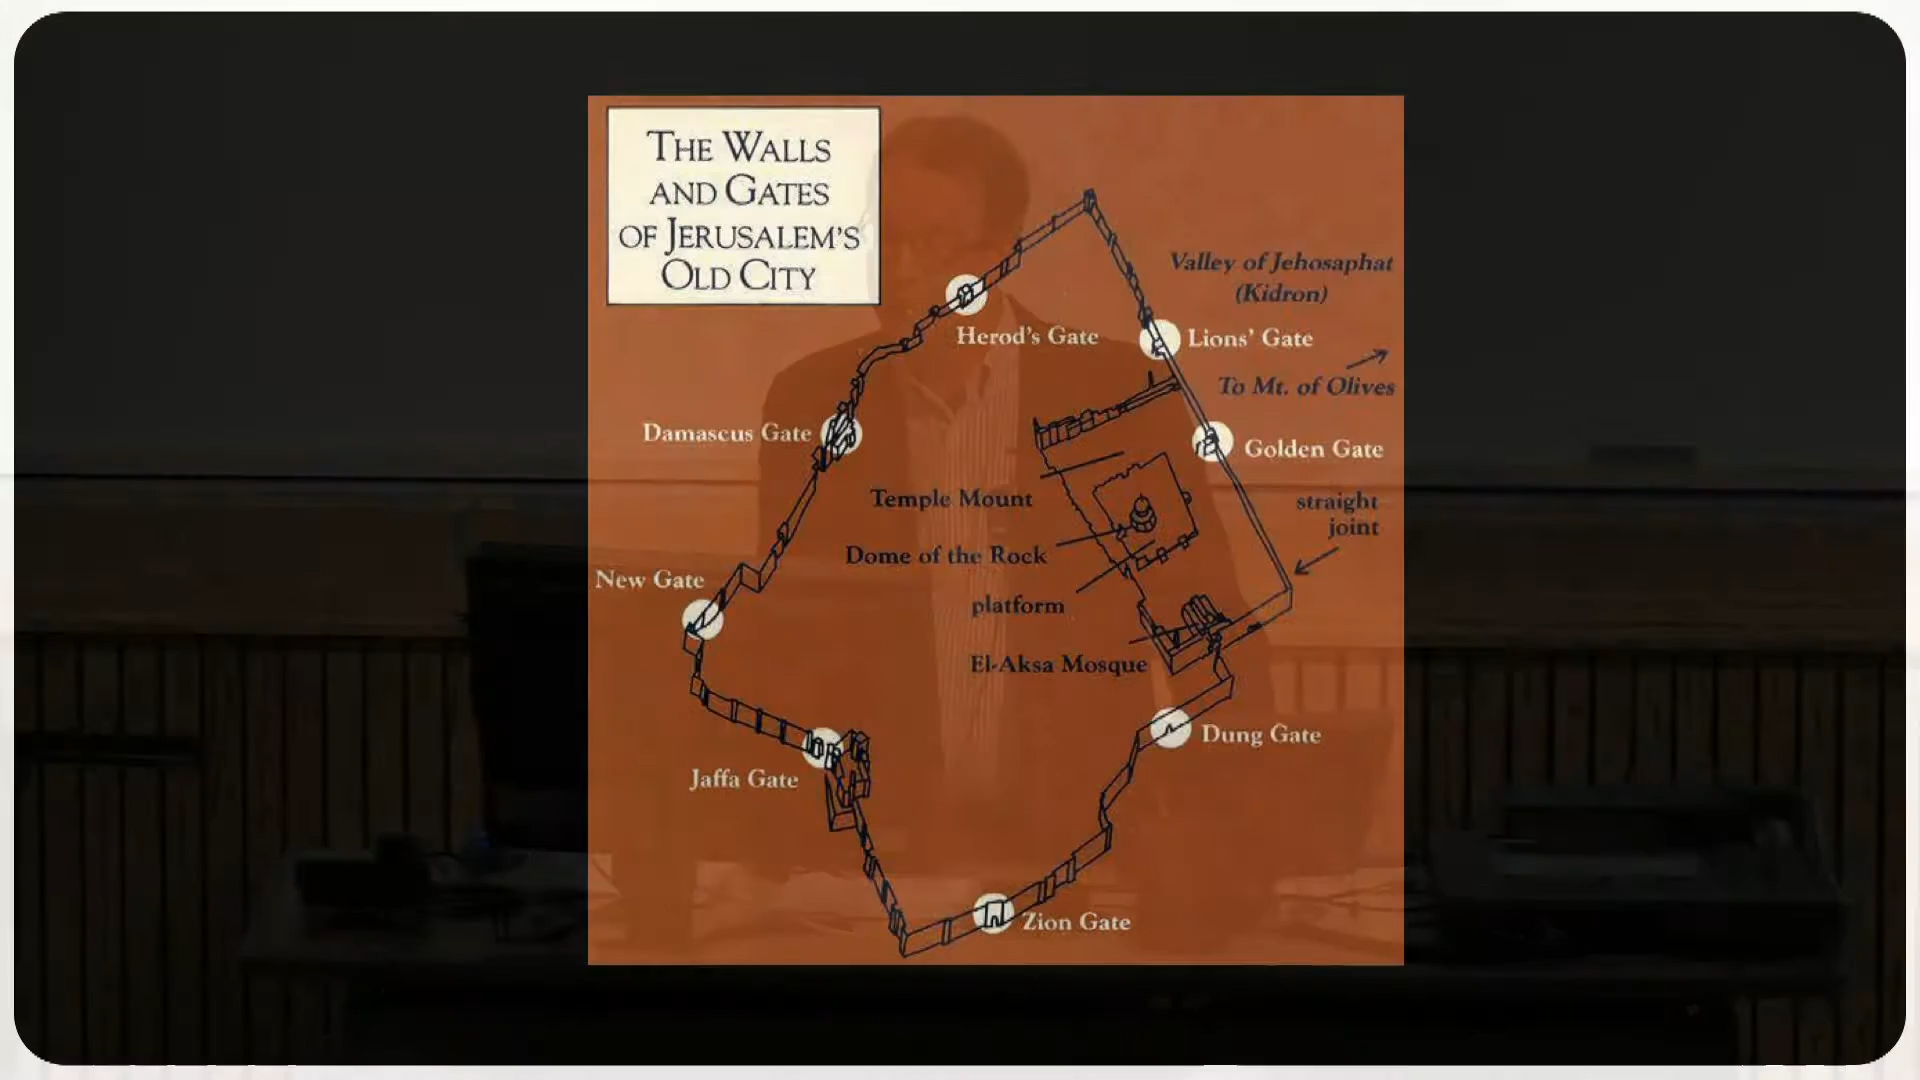 THE WALLS
AND GATES
OF JERUSALEM'S
OLD CITY
Valley of Jehosaphat
(Kidron)
Herod's Gate
Lions' Gate
To Mt. of Olives
Damascus Gate
Golden Gate
Temple Mount
straight
joint
Dome of the Rock
New Gate
platform
El-Aksa Mosque
Dung Gate
Jaffa Gate
Zion Gate